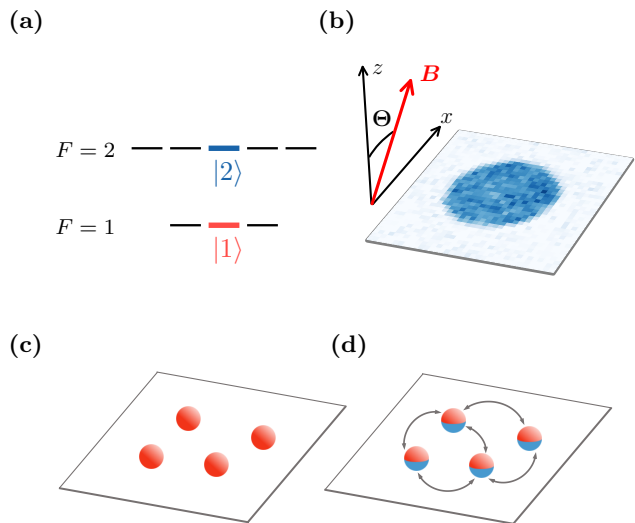 (a)
F = 2
|2⟩
F = 1
|1⟩
(b)
z
B
Θ
x
(c)
(d)